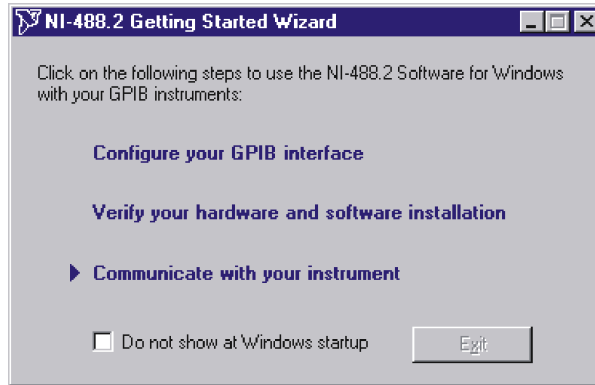 NI-488.2 Getting Started Wizard
Click on the following steps to use the NI-488.2 Software for Windows
with your GPIB instruments:
Configure your GPIB interface
Verify your hardware and software installation
Communicate with your instrument
Do not show at Windows startup
Exit